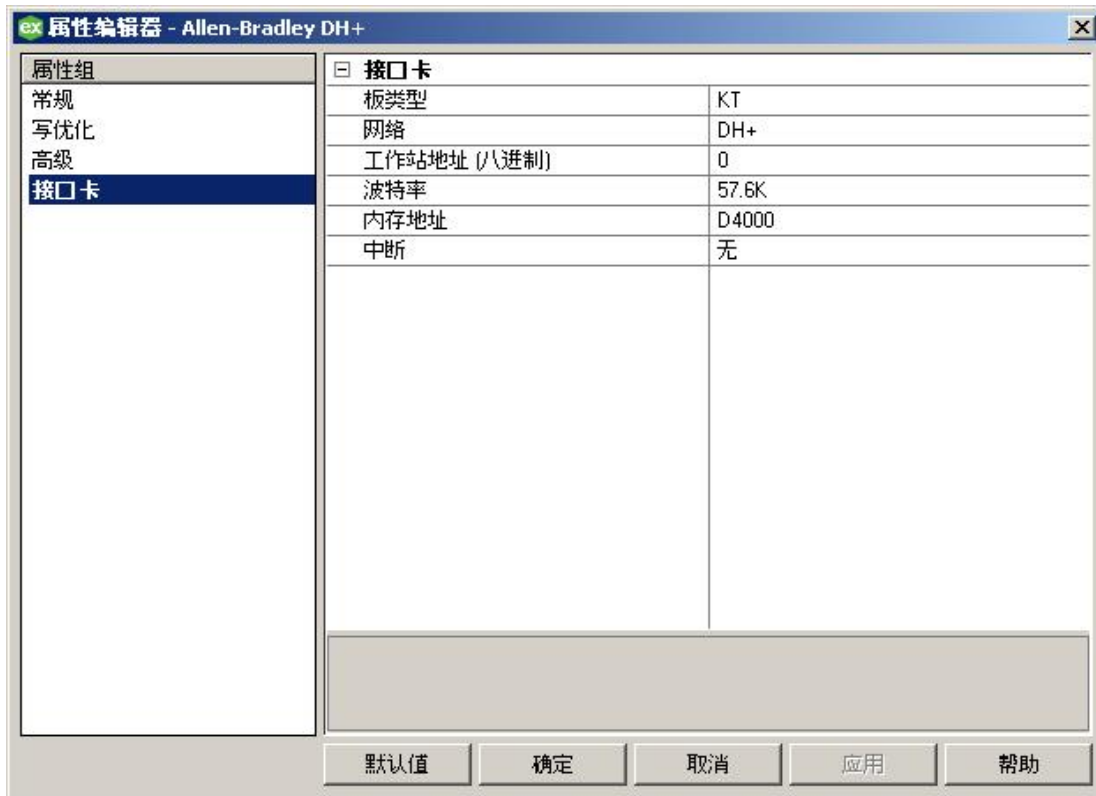 ex 属性编辑器 - Allen-Bradley DH+
属性组
常规
写优化
高级
接口卡
接口卡
板类型 KT
网络 DH+
工作站地址 (八进制) 0
波特率 57.6K
内存地址 D4000
中断 无
默认值 确定 取消 应用 帮助